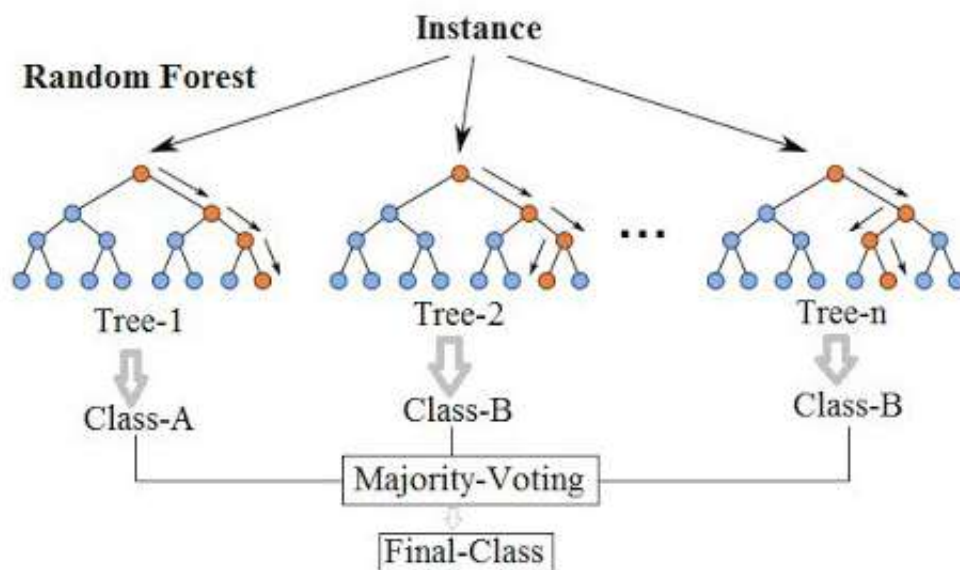 Instance
Random Forest
...
Tree-1
Tree-2
Tree-n
Class-A
Class-B
Class-B
Majority-Voting
Final-Class